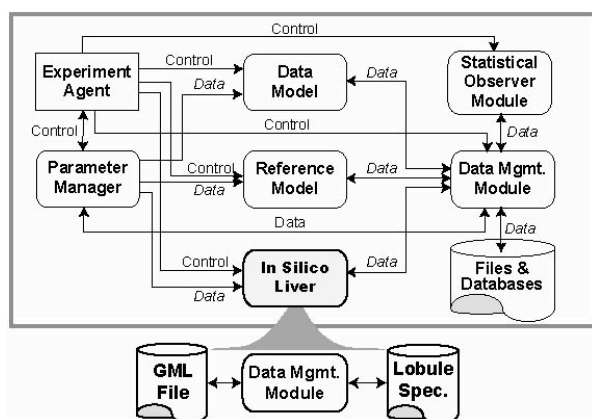 Control
Experiment
Agent
Control
Data
Data
Model
Data
Statistical
Observer
Module
Control
Control
Data
Parameter
Manager
Control
Data
Reference
Model
Data
Data Mgmt.
Module
Data
Data
Control
Data
In Silico
Liver
Data
Files &
Databases
GML
File
Data Mgmt.
Module
Lobule
Spec.